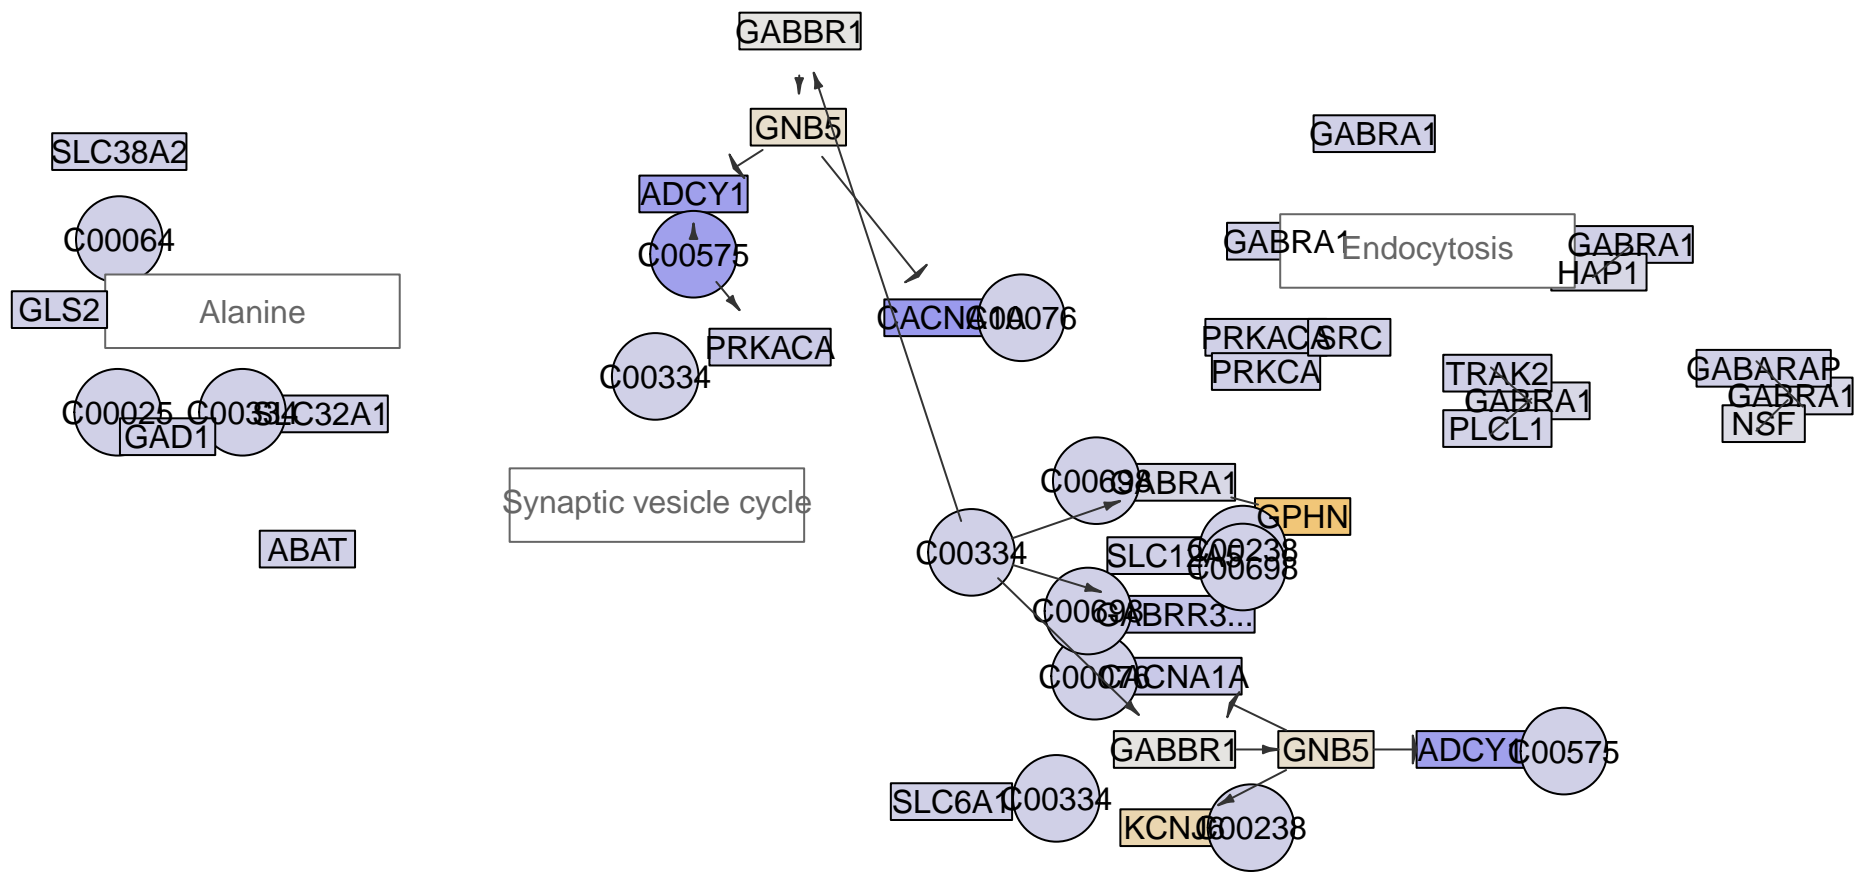 GABBR1
GNB5
GABRA1
SLC38A2
ADCY1
C00064
C00575
GABRA1
Endocytosis
GABRA1
HAP1
GLS2
Alanine
CACNA1A
C00076
PRKACA
C00334
PRKACA
SRC
PRKCA
TRAK2
GABRA1
PLCL1
GABARAP
GABRA1
NSF
C00025
C00334
SLC32A1
GAD1
Synaptic vesicle cycle
ABAT
C00698
GABRA1
GPHN
C00334
SLC12A5
C00238
C00698
C00698
GABRR3...
C00076
CACNA1A
GABBR1
GNB5
ADCY1
C00575
SLC6A1
C00334
KCNJ6
C00238